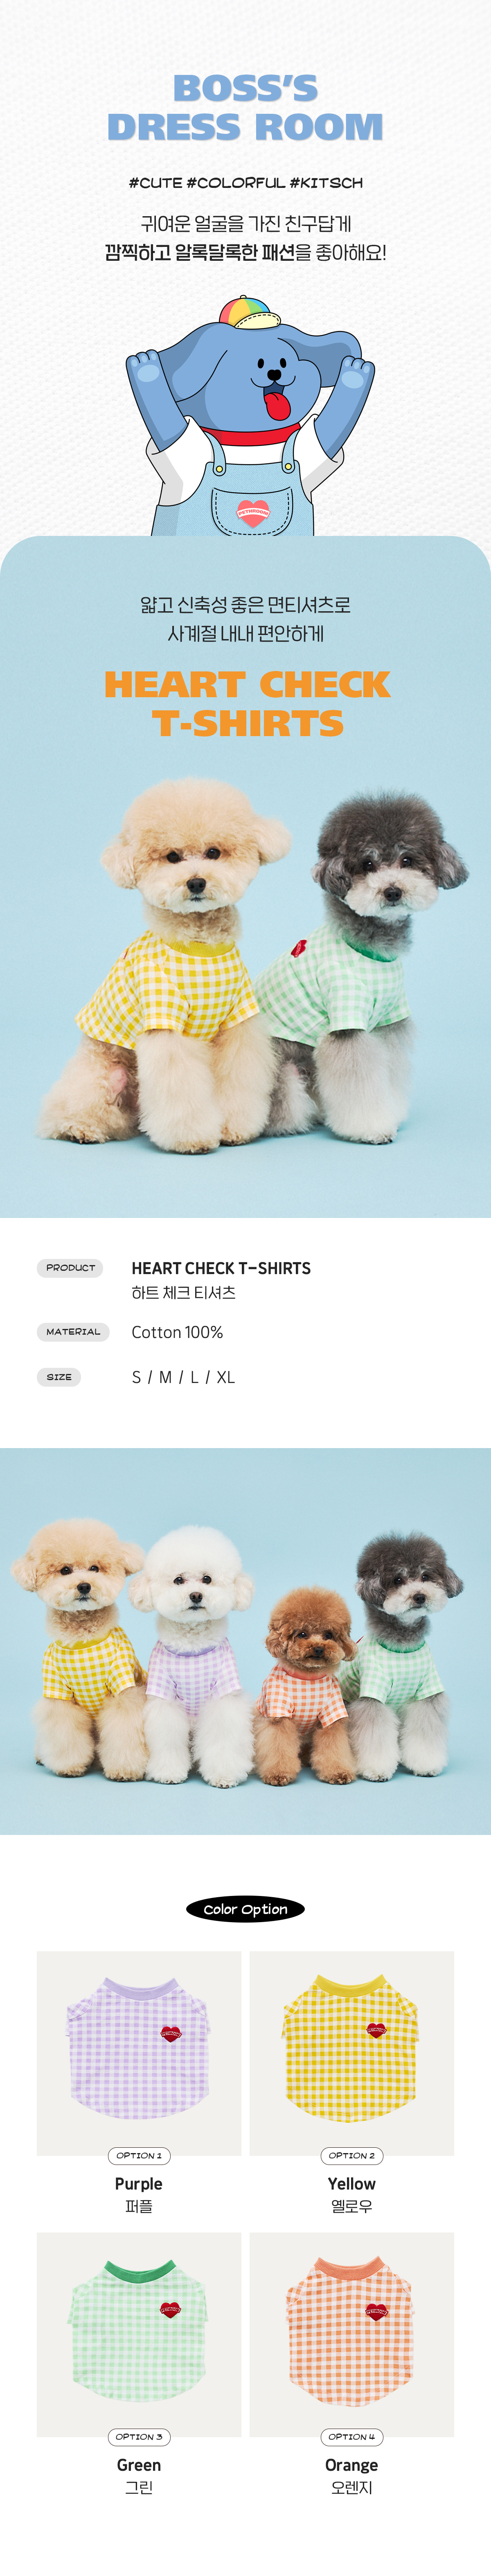 BOSS'S
DRESS ROOM
#CUTE #COLORFUL #KITSCH
귀여운 얼굴을 가진 친구답게
깜찍하고 알록달록한 패션을 좋아해요!
PETHROOM
얇고 신축성 좋은 면티셔츠로
사계절 내내 편안하게
HEART CHECK
T-SHIRTS
PRODUCT
HEART CHECK T-SHIRTS
하트 체크 티셔츠
MATERIAL
Cotton 100%
SIZE
S / M / L / XL
Color Option
OPTION 1
Purple
퍼플
OPTION 2
Yellow
옐로우
OPTION 3
Green
그린
OPTION 4
Orange
오렌지